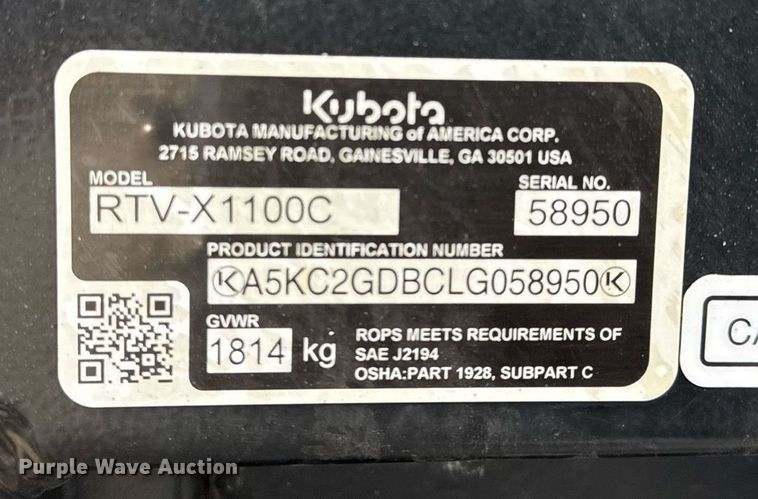 Kubota
KUBOTA MANUFACTURING of AMERICA CORP.
2715 RAMSEY ROAD, GAINESVILLE, GA 30501 USA
MODEL
RTV-X1100C
SERIAL NO.
58950
PRODUCT IDENTIFICATION NUMBER
A5KC2GDBCLG058950
GVWR
1814 kg
ROPS MEETS REQUIREMENTS OF
SAE J2194
OSHA:PART 1928, SUBPART C
Purple Wave Auction